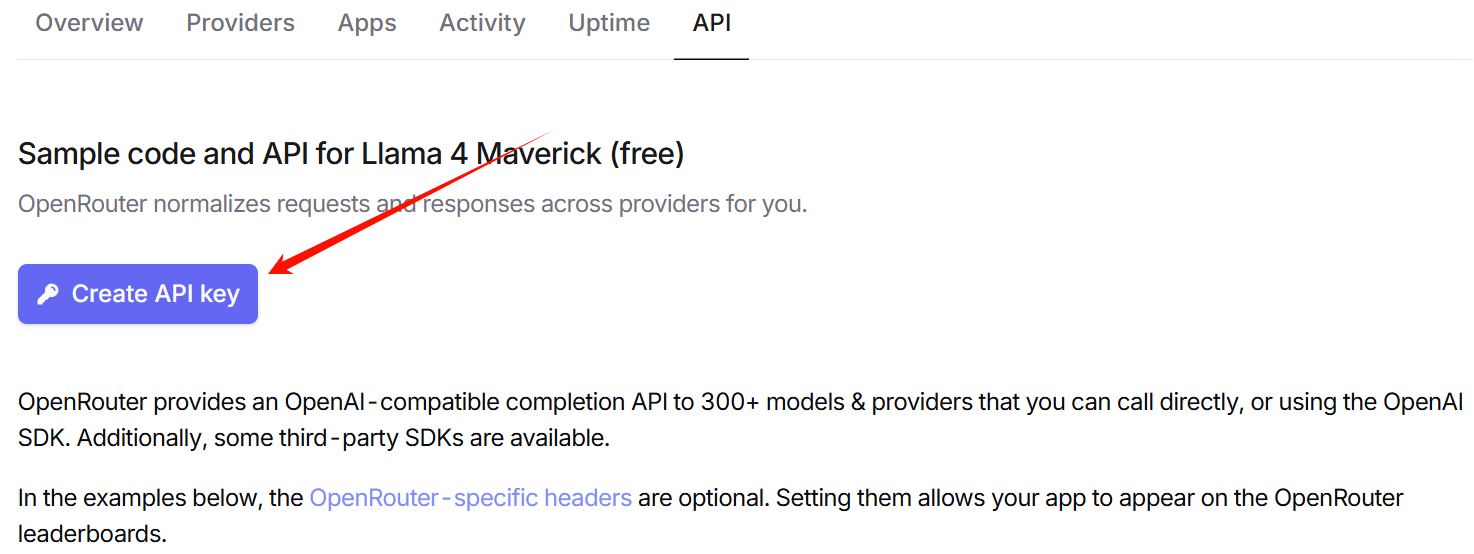 Overview Providers Apps Activity Uptime API
Sample code and API for Llama 4 Maverick (free)
OpenRouter normalizes requests and responses across providers for you.
Create API key
OpenRouter provides an OpenAI-compatible completion API to 300+ models & providers that you can call directly, or using the OpenAI
SDK. Additionally, some third-party SDKs are available.
In the examples below, the OpenRouter-specific headers are optional. Setting them allows your app to appear on the OpenRouter
leaderboards.